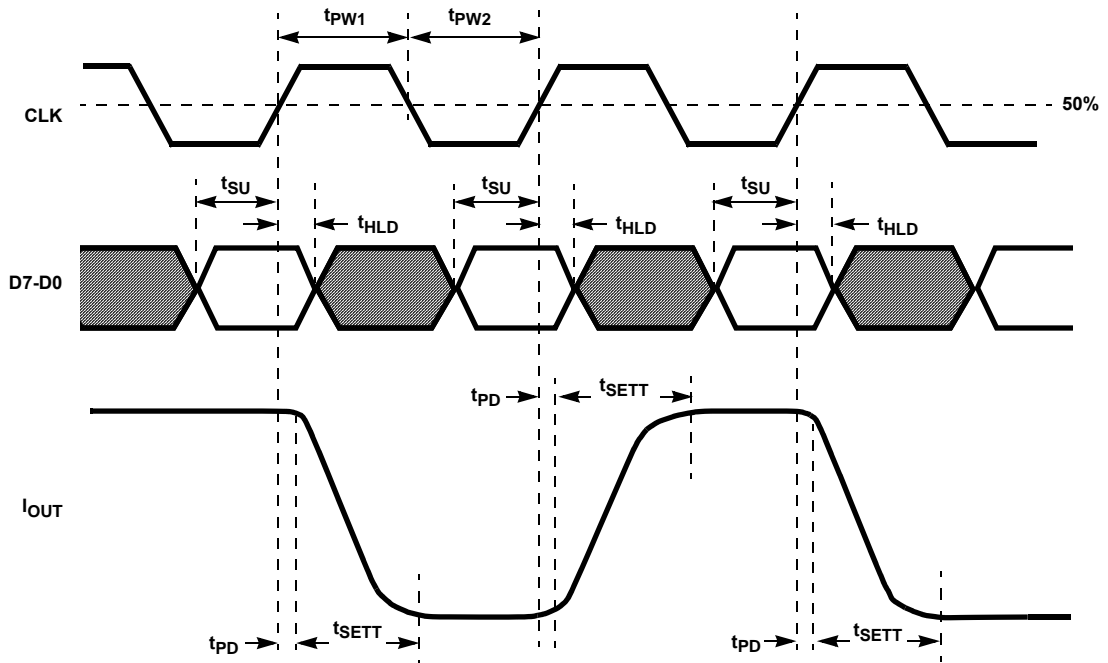 tPW1 tPW2
CLK
50%
tSU tSU tSU
tHLD tHLD tHLD
D7-D0
tPD tSETT
IOUT
tPD tSETT tPD tSETT